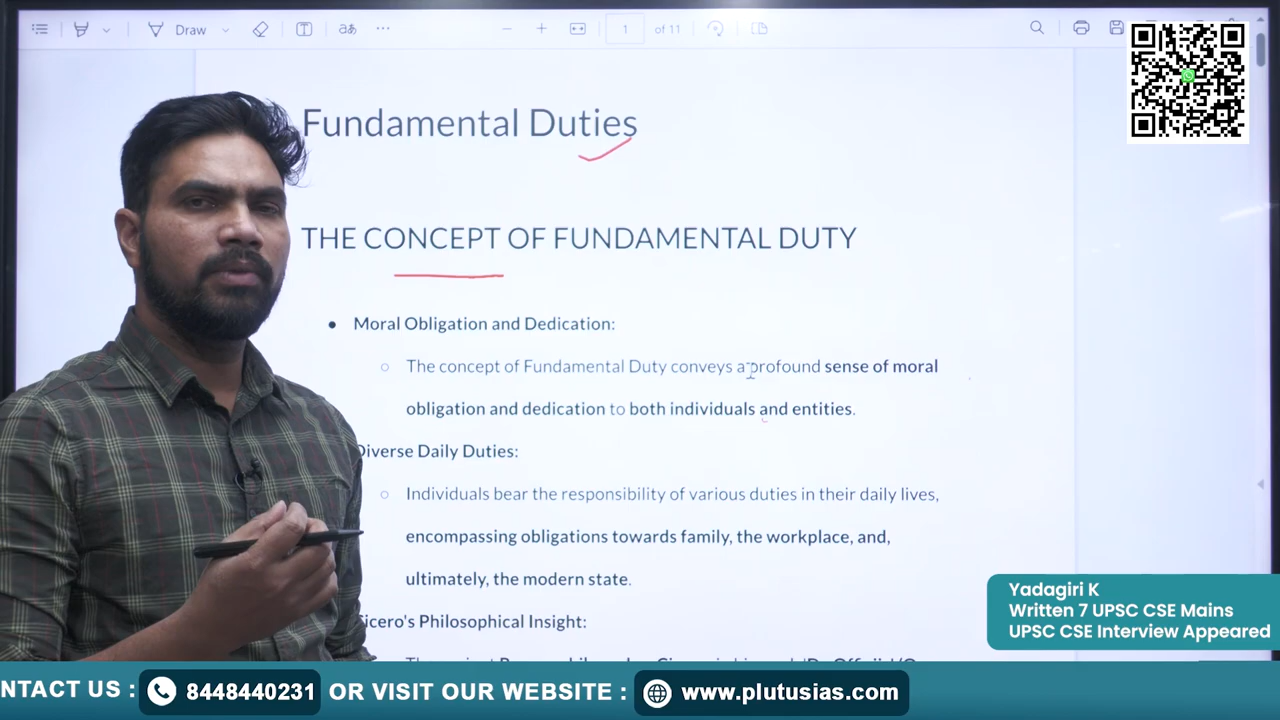 Draw
aあ
1 of 11
Fundamental Duties
THE CONCEPT OF FUNDAMENTAL DUTY
Moral Obligation and Dedication:
The concept of Fundamental Duty conveys a profound sense of moral
obligation and dedication to both individuals and entities.
Diverse Daily Duties:
Individuals bear the responsibility of various duties in their daily lives,
encompassing obligations towards family, the workplace, and,
ultimately, the modern state.
Cicero's Philosophical Insight:
Yadagiri K
Written 7 UPSC CSE Mains
UPSC CSE Interview Appeared
NTACT US : 8448440231 OR VISIT OUR WEBSITE : www.plutusias.com